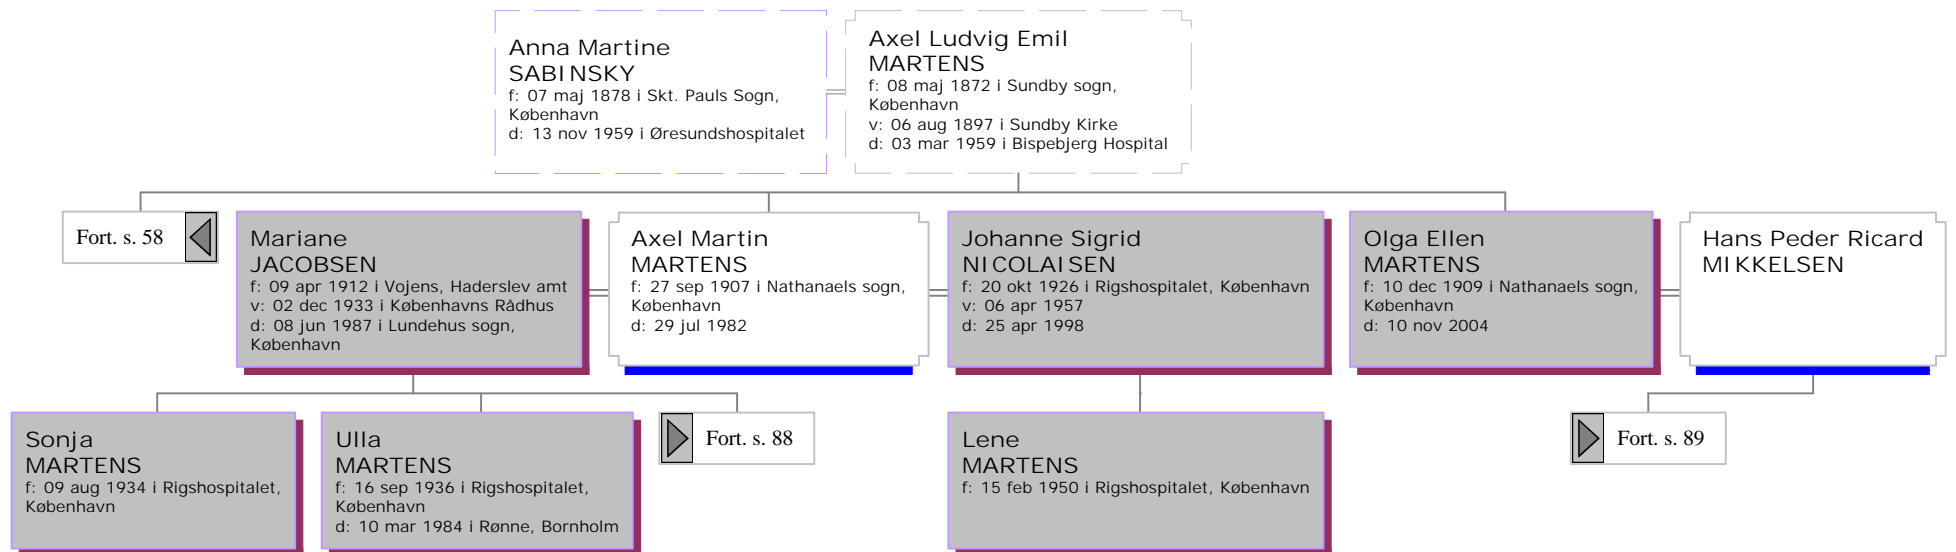 Anna Martine
SABINSKY
f: 07 maj 1878 i Skt. Pauls Sogn,
København
d: 13 nov 1959 i Øresundshospitalet
Axel Ludvig Emil
MARTENS
f: 08 maj 1872 i Sundby sogn,
København
v: 06 aug 1897 i Sundby Kirke
d: 03 mar 1959 i Bispebjerg Hospital
Fort. s. 58
Mariane
JACOBSEN
f: 09 apr 1912 i Vojens, Haderslev amt
v: 02 dec 1933 i Københavns Rådhus
d: 08 jun 1987 i Lundehus sogn,
København
Axel Martin
MARTENS
f: 27 sep 1907 i Nathanaels sogn,
København
d: 29 jul 1982
Johanne Sigrid
NICOLAISEN
f: 20 okt 1926 i Rigshospitalet, København
v: 06 apr 1957
d: 25 apr 1998
Olga Ellen
MARTENS
f: 10 dec 1909 i Nathanaels sogn,
København
d: 10 nov 2004
Hans Peder Ricard
MIKKELSEN
Sonja
MARTENS
f: 09 aug 1934 i Rigshospitalet,
København
Ulla
MARTENS
f: 16 sep 1936 i Rigshospitalet,
København
d: 10 mar 1984 i Rønne, Bornholm
Fort. s. 88
Lene
MARTENS
f: 15 feb 1950 i Rigshospitalet, København
Fort. s. 89